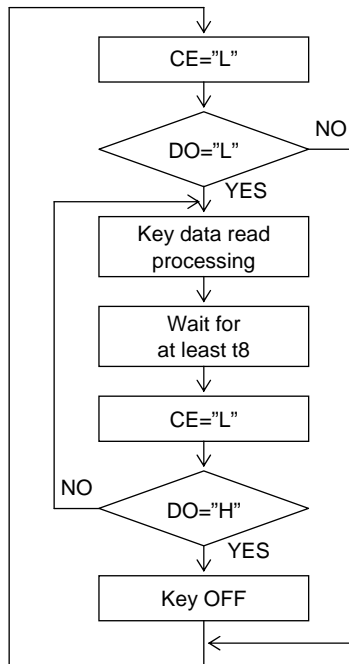 CE=”L”
DO=”L”
NO
YES
Key data read
processing
Wait for
at least t8
CE=”L”
NO
DO=”H”
YES
Key OFF